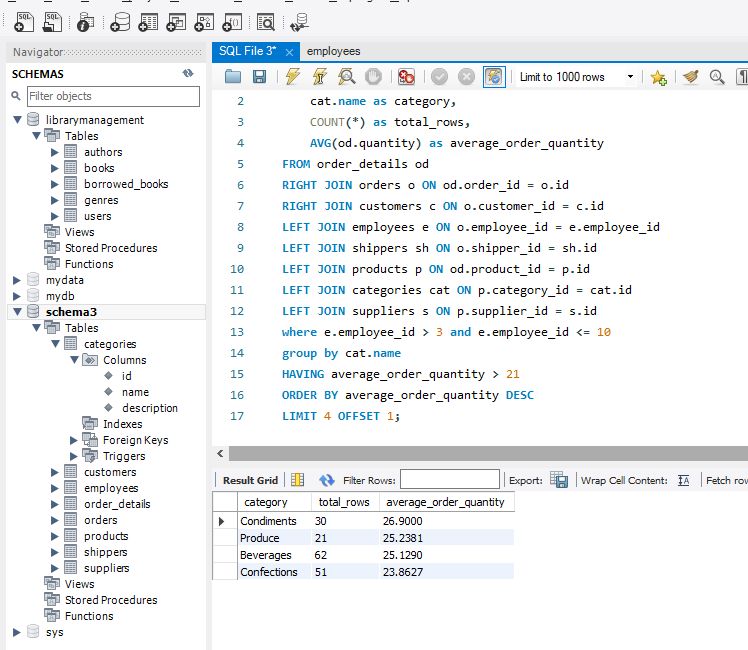 Navigator
SCHEMAS
Filter objects
librarymanagement
Tables
authors
books
borrowed_books
genres
users
Views
Stored Procedures
Functions
mydata
mydb
schema3
Tables
categories
Columns
id
name
description
Indexes
Foreign Keys
Triggers
customers
employees
order_details
orders
products
shippers
suppliers
Views
Stored Procedures
Functions
sys
SQL File 3* × employees
Limit to 1000 rows
2 cat.name as category,
3 COUNT(*) as total_rows,
4 AVG(od.quantity) as average_order_quantity
5 FROM order_details od
6 RIGHT JOIN orders o ON od.order_id = o.id
7 RIGHT JOIN customers c ON o.customer_id = c.id
8 LEFT JOIN employees e ON o.employee_id = e.employee_id
9 LEFT JOIN shippers sh ON o.shipper_id = sh.id
10 LEFT JOIN products p ON od.product_id = p.id
11 LEFT JOIN categories cat ON p.category_id = cat.id
12 LEFT JOIN suppliers s ON p.supplier_id = s.id
13 where e.employee_id > 3 and e.employee_id <= 10
14 group by cat.name
15 HAVING average_order_quantity > 21
16 ORDER BY average_order_quantity DESC
17 LIMIT 4 OFFSET 1;
Result Grid Filter Rows: Export: Wrap Cell Content: Fetch
category total_rows average_order_quantity
Condiments 30 26.9000
Produce 21 25.2381
Beverages 62 25.1290
Confections 51 23.8627